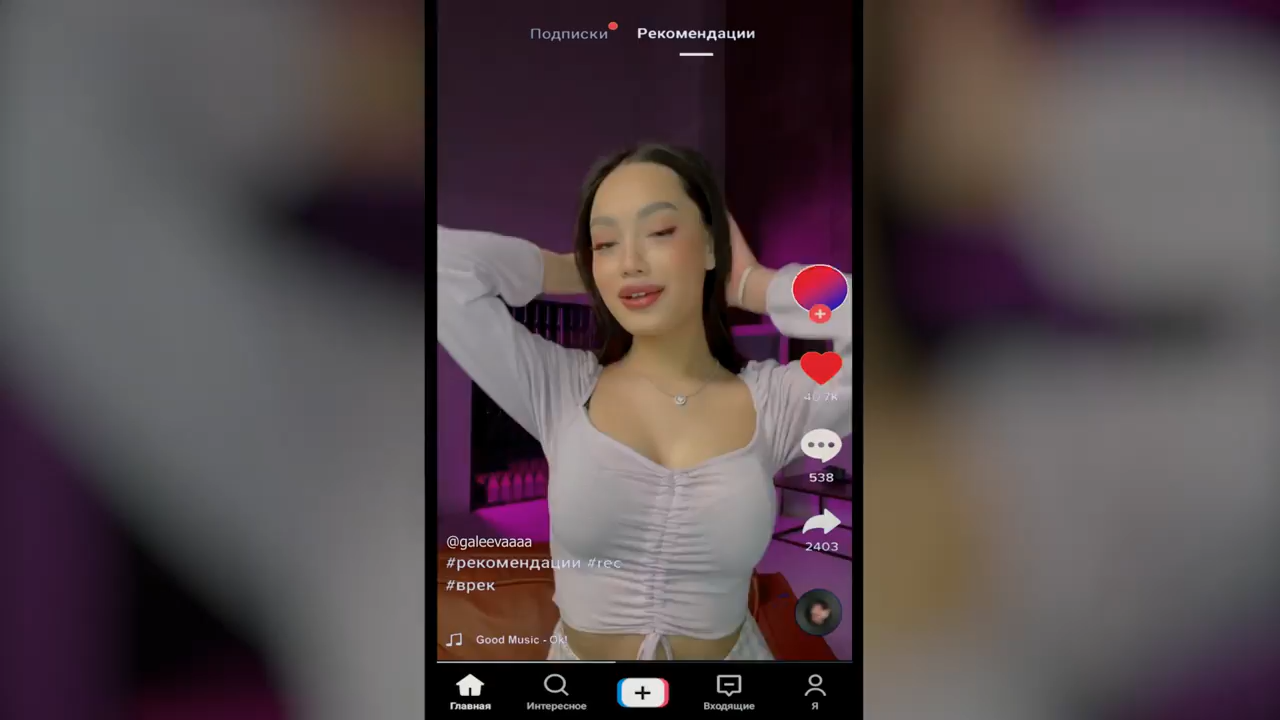 Подписки Рекомендации
538
2403
@galeevaaaa
#рекомендации #rec
#врек
Good Music - Ok!
Главная Интересное Входящие Я